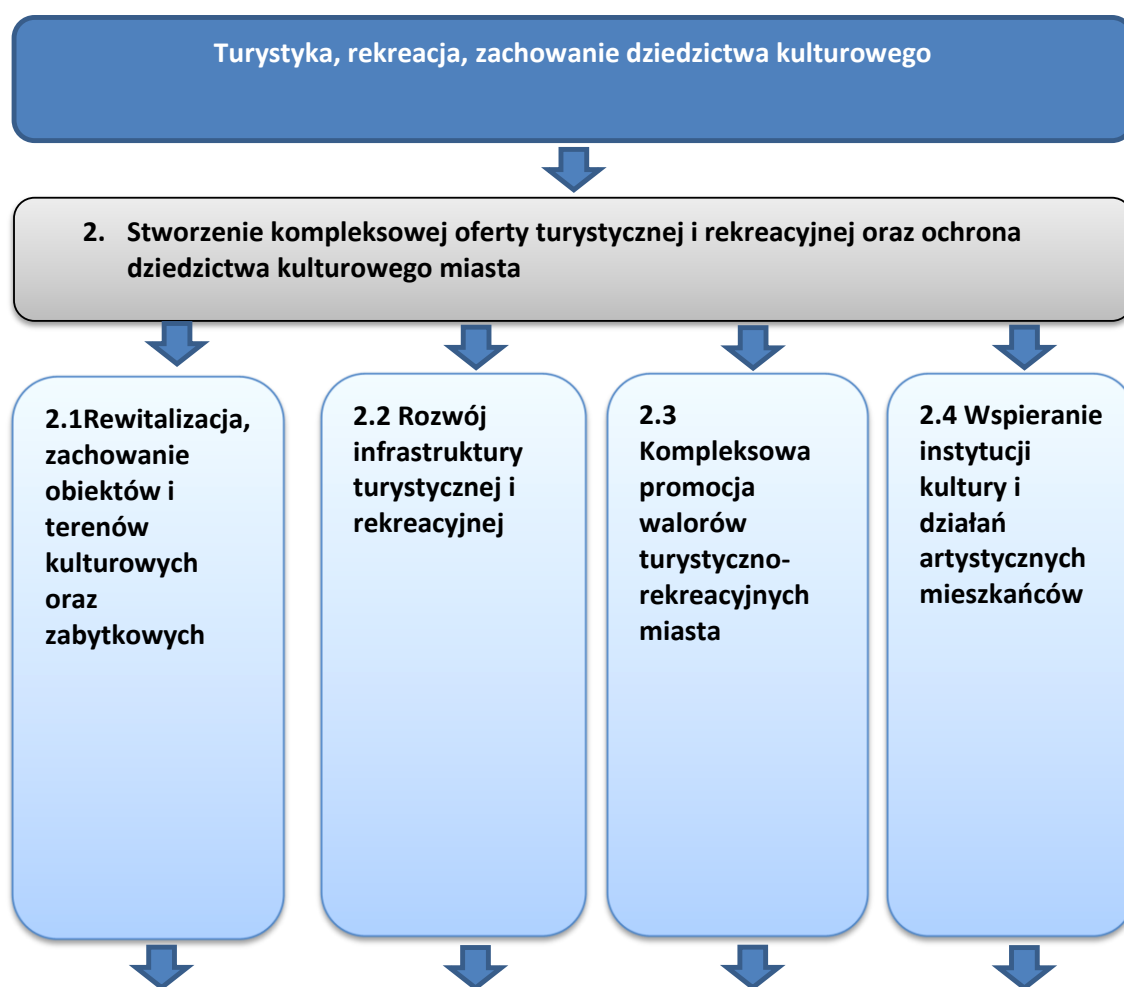 Turystyka, rekreacja, zachowanie dziedzictwa kulturowego
2. Stworzenie kompleksowej oferty turystycznej i rekreacyjnej oraz ochrona
dziedzictwa kulturowego miasta
2.1Rewitalizacja,
zachowanie
obiektów i
terenów
kulturowych
oraz
zabytkowych
2.2 Rozwój
infrastruktury
turystycznej i
rekreacyjnej
2.3
Kompleksowa
promocja
walorów
turystyczno-
rekreacyjnych
miasta
2.4 Wspieranie
instytucji
kultury i
działań
artystycznych
mieszkańców